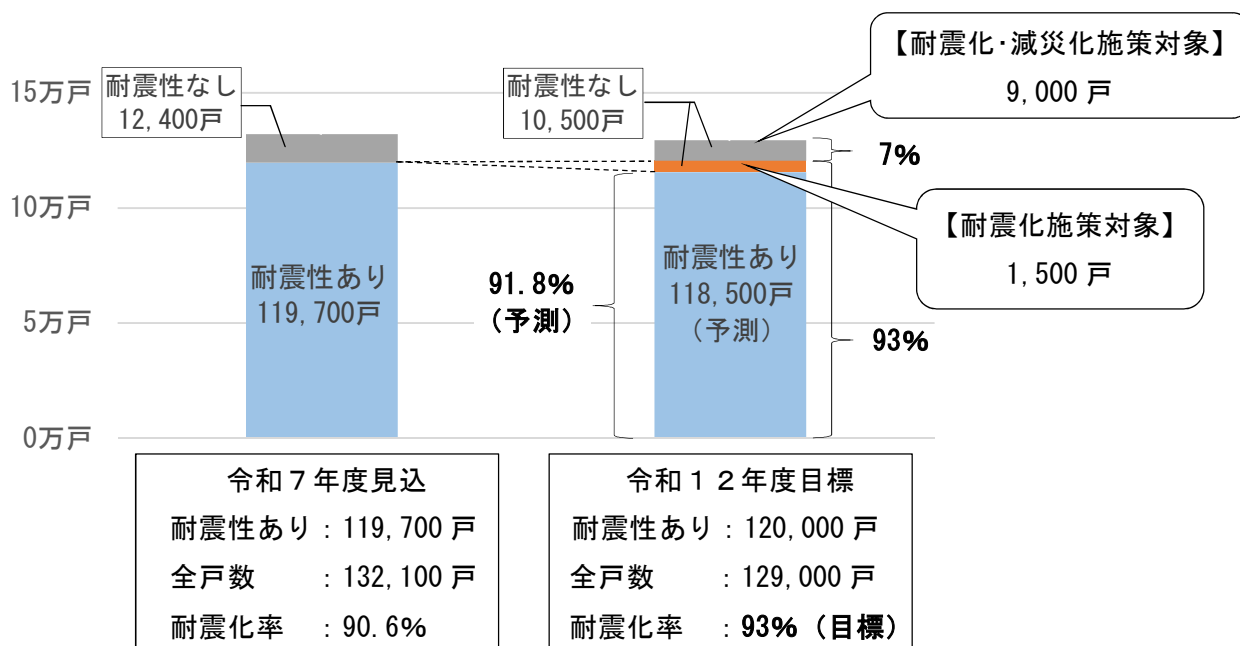 【耐震化・減災化施策対象】
9,000 戸
15万戸
耐震性なし
12,400戸
耐震性なし
10,500戸
7%
10万戸
【耐震化施策対象】
1,500 戸
耐震性あり
119,700戸
91.8%
（予測）
耐震性あり
118,500戸
（予測）
5万戸
93%
0万戸
令和７年度見込
耐震性あり：119,700 戸
全戸数　：132,100 戸
耐震化率　：90.6%
令和１２年度目標
耐震性あり：120,000 戸
全戸数　：129,000 戸
耐震化率　：93%（目標）